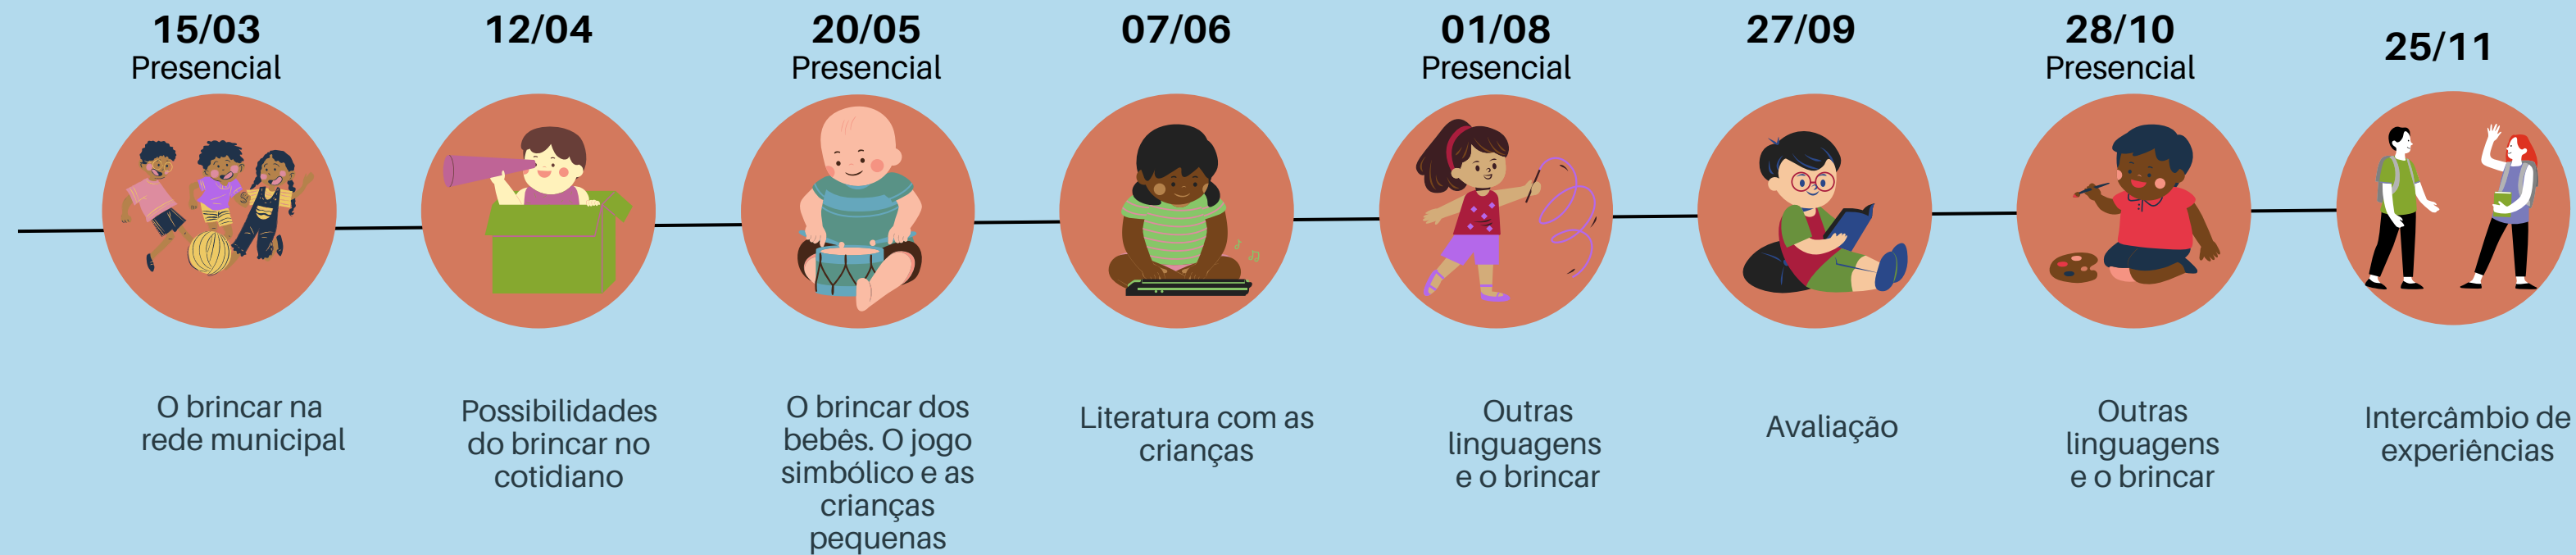 15/03
Presencial
O brincar na
rede municipal
12/04
Possibilidades
do brincar no
cotidiano
20/05
Presencial
O brincar dos
bebês. O jogo
simbólico e as
crianças
pequenas
07/06
Literatura com as
crianças
01/08
Presencial
Outras
linguagens
e o brincar
27/09
Avaliação
28/10
Presencial
Outras
linguagens
e o brincar
25/11
Intercâmbio de
experiências